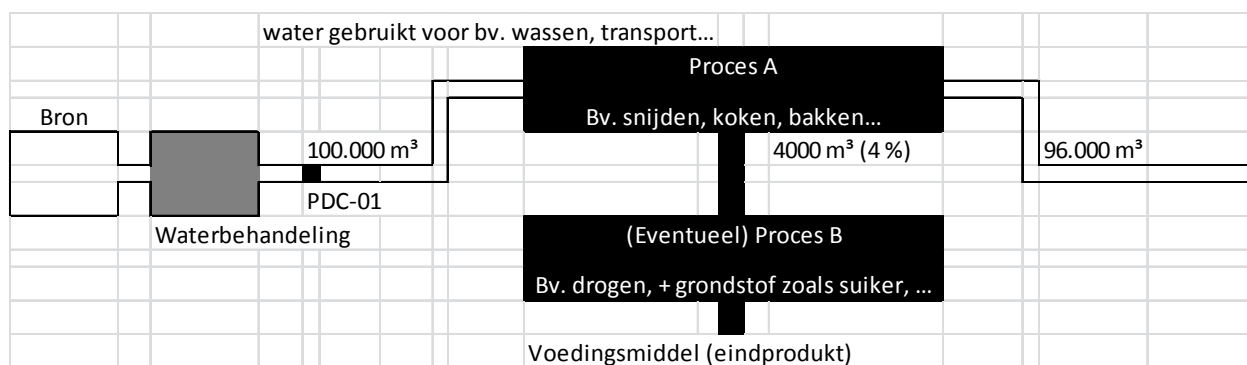 water gebruikt voor bv. wassen, transport...
Proces A
Bron
Bv. snijden, koken, bakken...
100.000 m³
4000 m³ (4 %)
96.000 m³
PDC-01
Waterbehandeling
(Eventueel) Proces B
Bv. drogen, + grondstof zoals suiker, ...
Voedingsmiddel (eindprodukt)